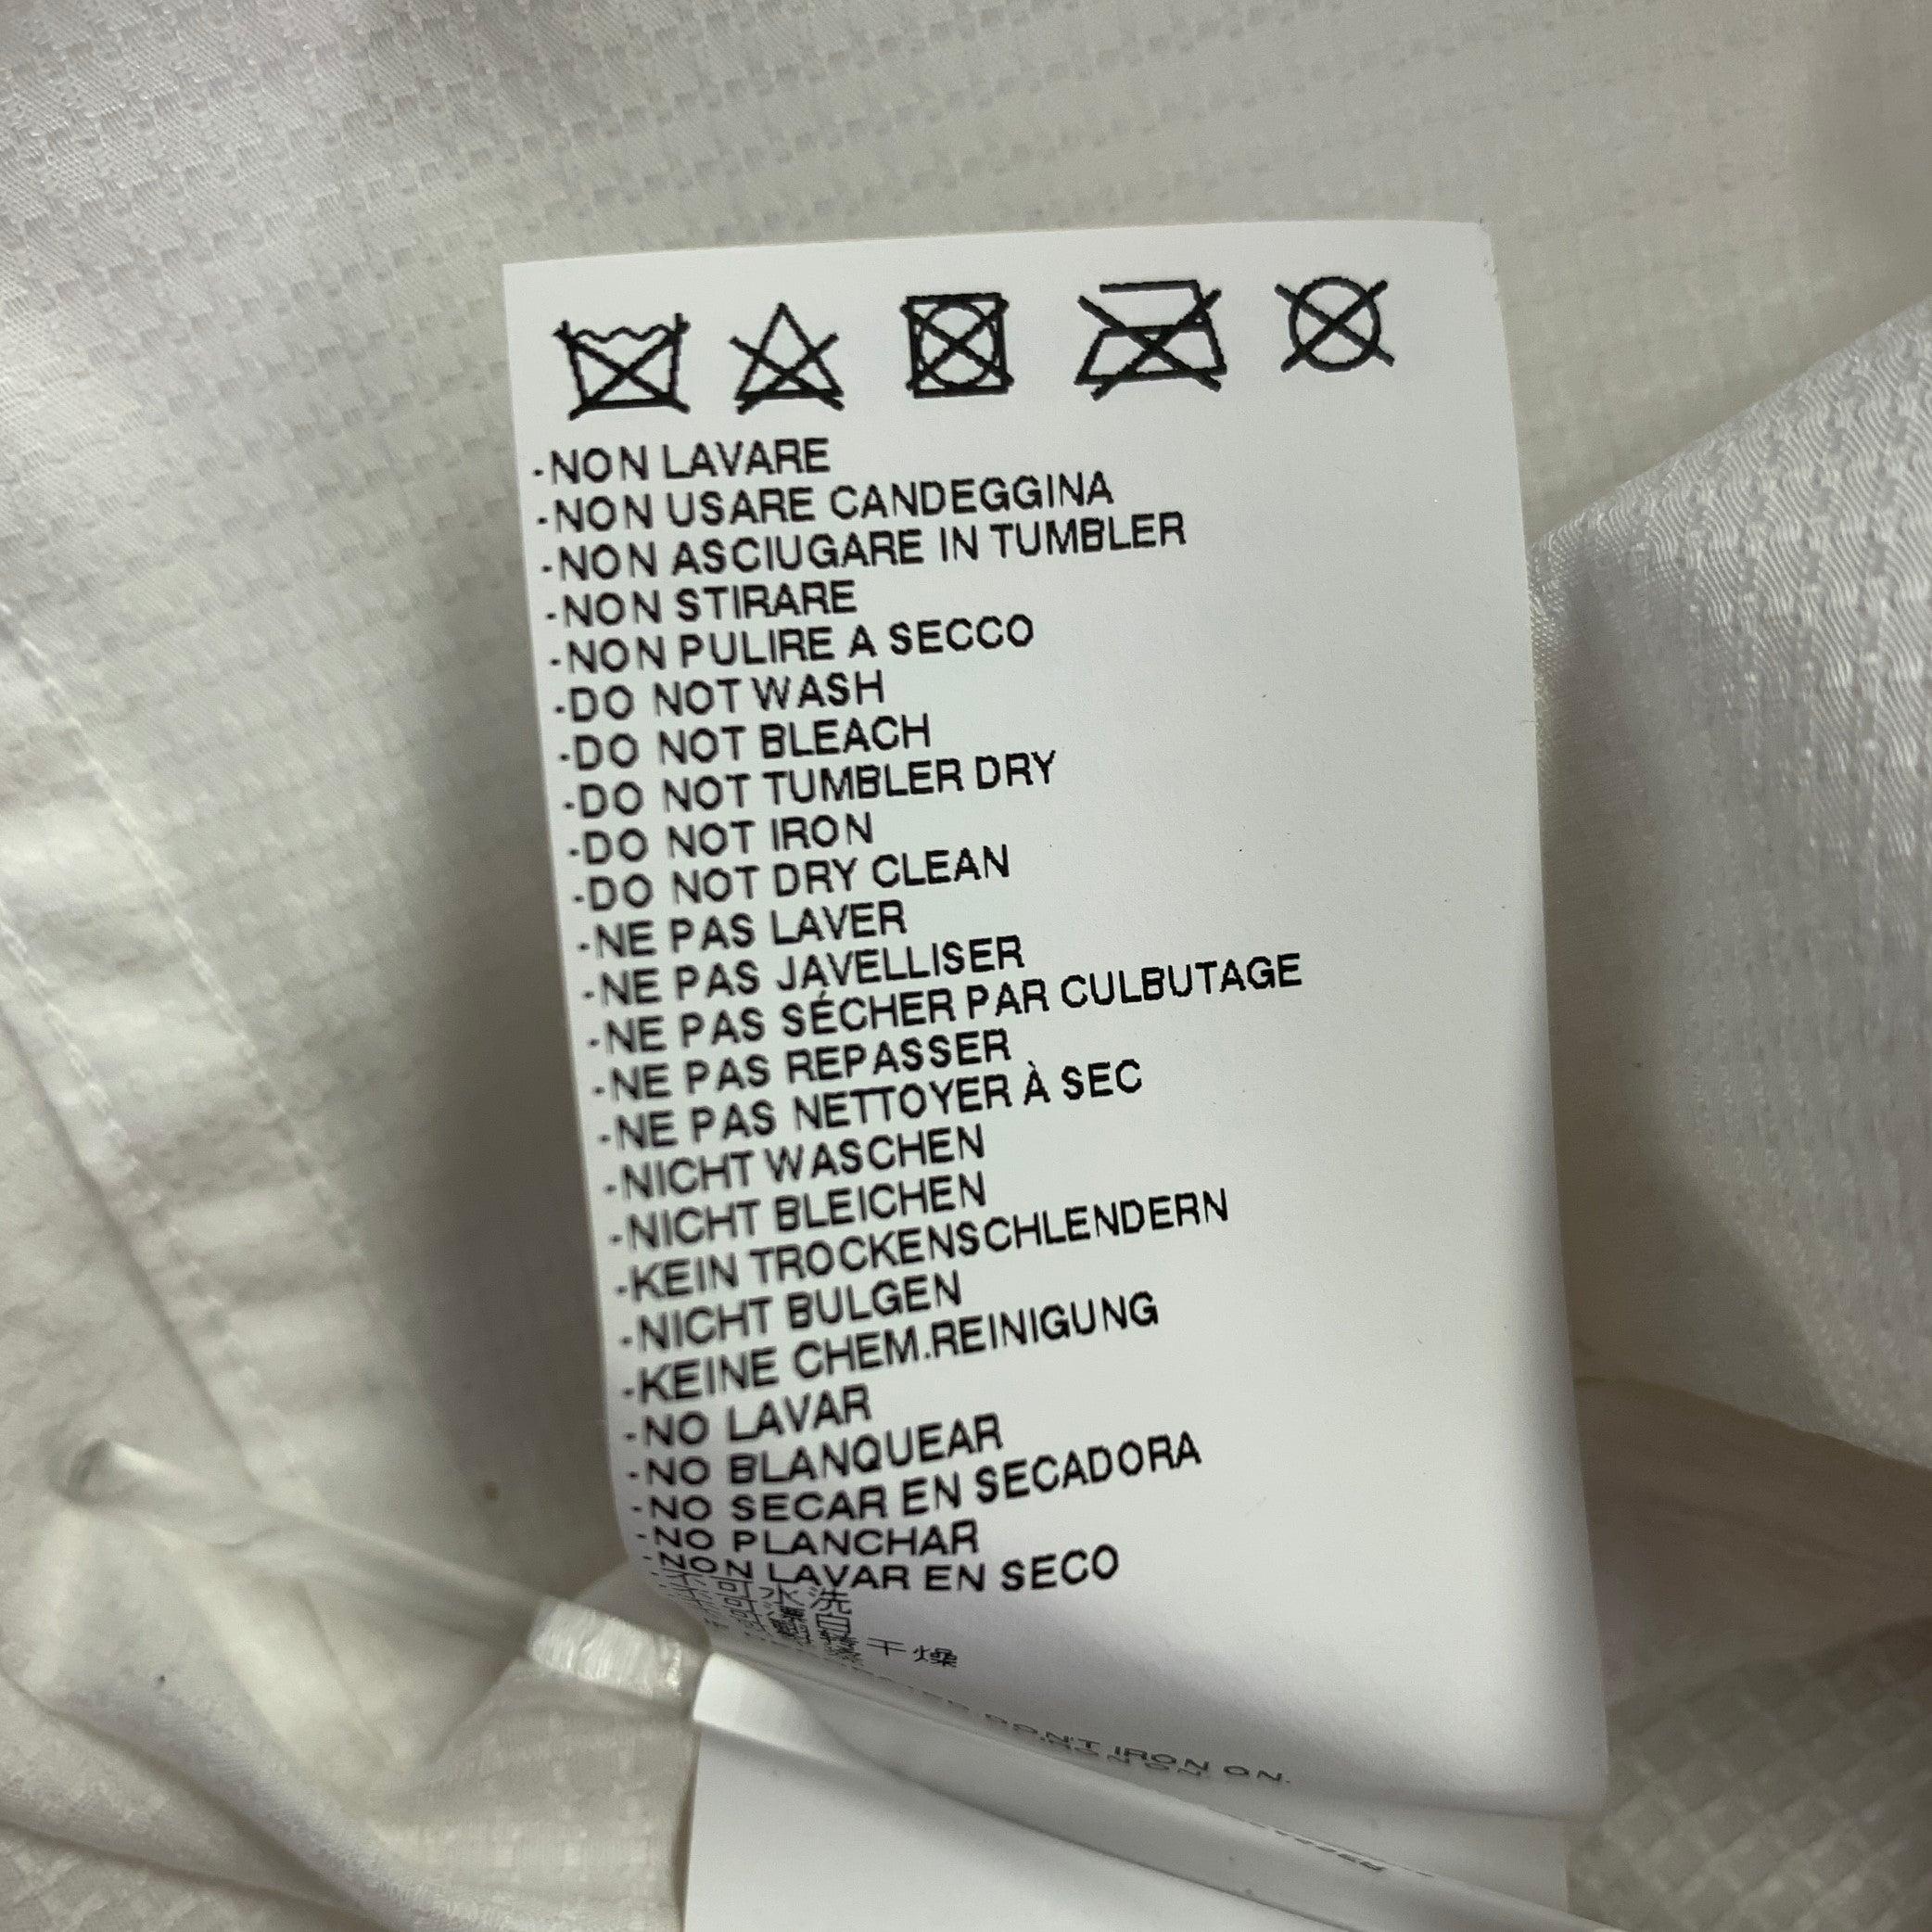 -NON LAVARE
-NON USARE CANDEGGINA
-NON ASCIUGARE IN TUMBLER
-NON STIRARE
-NON PULIRE A SECCO
-DO NOT WASH
-DO NOT BLEACH
-DO NOT TUMBLER DRY
-DO NOT IRON
-DO NOT DRY CLEAN
-NE PAS LAVER
-NE PAS JAVELLISER
-NE PAS SÉCHER PAR CULBUTAGE
-NE PAS REPASSER
-NE PAS NETTOYER À SEC
-NICHT WASCHEN
-NICHT BLEICHEN
-KEIN TROCKENSCHLENDERN
-NICHT BULGEN
-KEINE CHEM.REINIGUNG
-NO LAVAR
-NO BLANQUEAR
-NO SECAR EN SECADORA
-NO PLANCHAR
-NON LAVAR EN SECO
不可水洗
干燥
DON'T IRON ON.